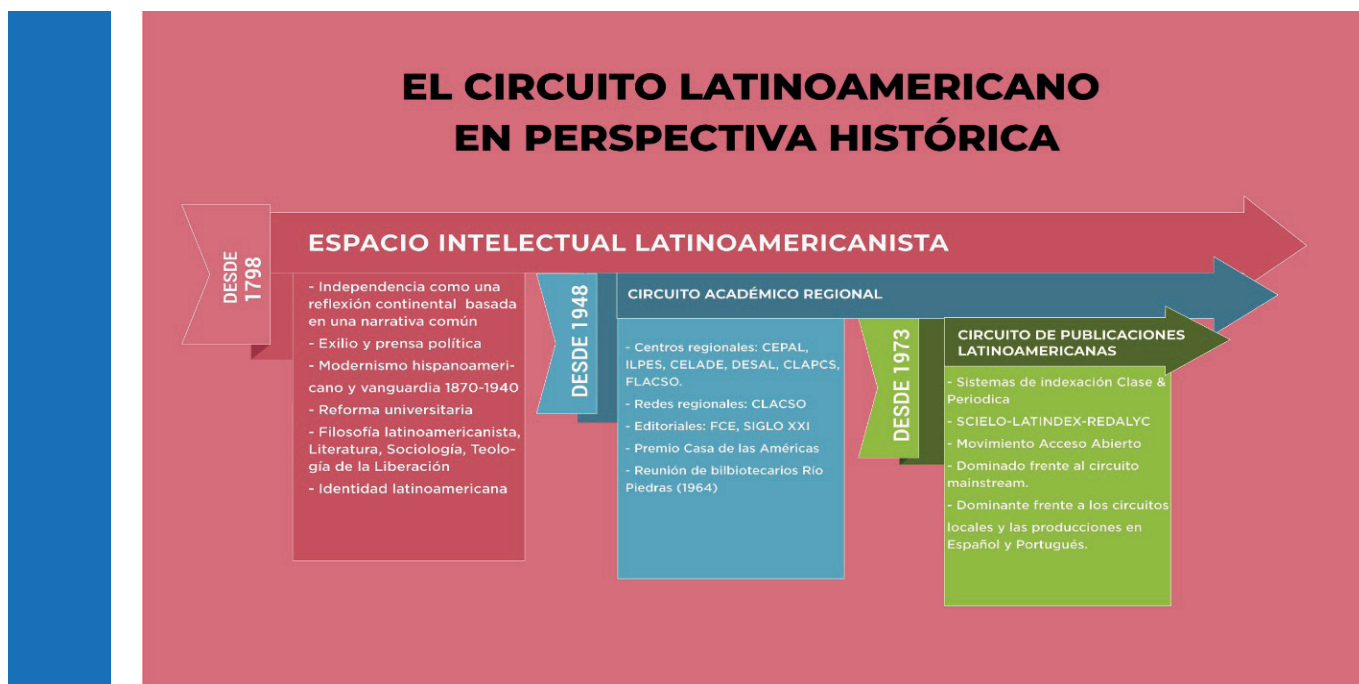 EL CIRCUITO LATINOAMERICANO
EN PERSPECTIVA HISTÓRICA
DESDE
1798
ESPACIO INTELECTUAL LATINOAMERICANISTA
- Independencia como una
reflexión continental basada
en una narrativa común
- Exilio y prensa política
- Modernismo hispanoameri-
cano y vanguardia 1870-1940
- Reforma universitaria
- Filosofía latinoamericanista,
Literatura, Sociología, Teolo-
gía de la Liberación
- Identidad latinoamericana
DESDE 1948
CIRCUITO ACADÉMICO REGIONAL
- Centros regionales: CEPAL,
ILPES, CELADE, DESAL, CLAPCS,
FLACSO.
- Redes regionales: CLACSO
- Editoriales: FCE, SIGLO XXI
- Premio Casa de las Américas
- Reunión de bilbiotecarios Río
Piedras (1964)
DESDE 1973
CIRCUITO DE PUBLICACIONES
LATINOAMERICANAS
- Sistemas de indexación Clase &
Periodica
- SCIELO-LATINDEX-REDALYC
- Movimiento Acceso Abierto
- Dominado frente al circuito
mainstream.
- Dominante frente a los circuitos
locales y las producciones en
Español y Portugués.